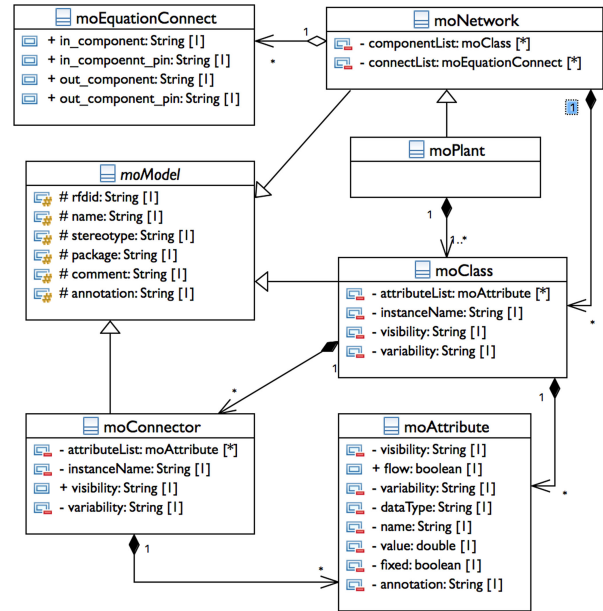 moEquationConnect
+ in_component: String [1]
+ in_compoennt_pin: String [1]
+ out_component: String [1]
+ out_component_pin: String [1]
1
*
moNetwork
- componentList: moClass [*]
- connectList: moEquationConnect [*]
1
moPlant
1
1..*
moModel
# rfdid: String [1]
# name: String [1]
# stereotype: String [1]
# package: String [1]
# comment: String [1]
# annotation: String [1]
moClass
- attributeList: moAttribute [*]
- instanceName: String [1]
- visibility: String [1]
- variability: String [1]
*
1
*
1
*
moConnector
- attributeList: moAttribute [*]
- instanceName: String [1]
+ visibility: String [1]
- variability: String [1]
1
*
moAttribute
- visibility: String [1]
+ flow: boolean [1]
- variability: String [1]
- dataType: String [1]
- name: String [1]
- value: double [1]
- fixed: boolean [1]
- annotation: String [1]